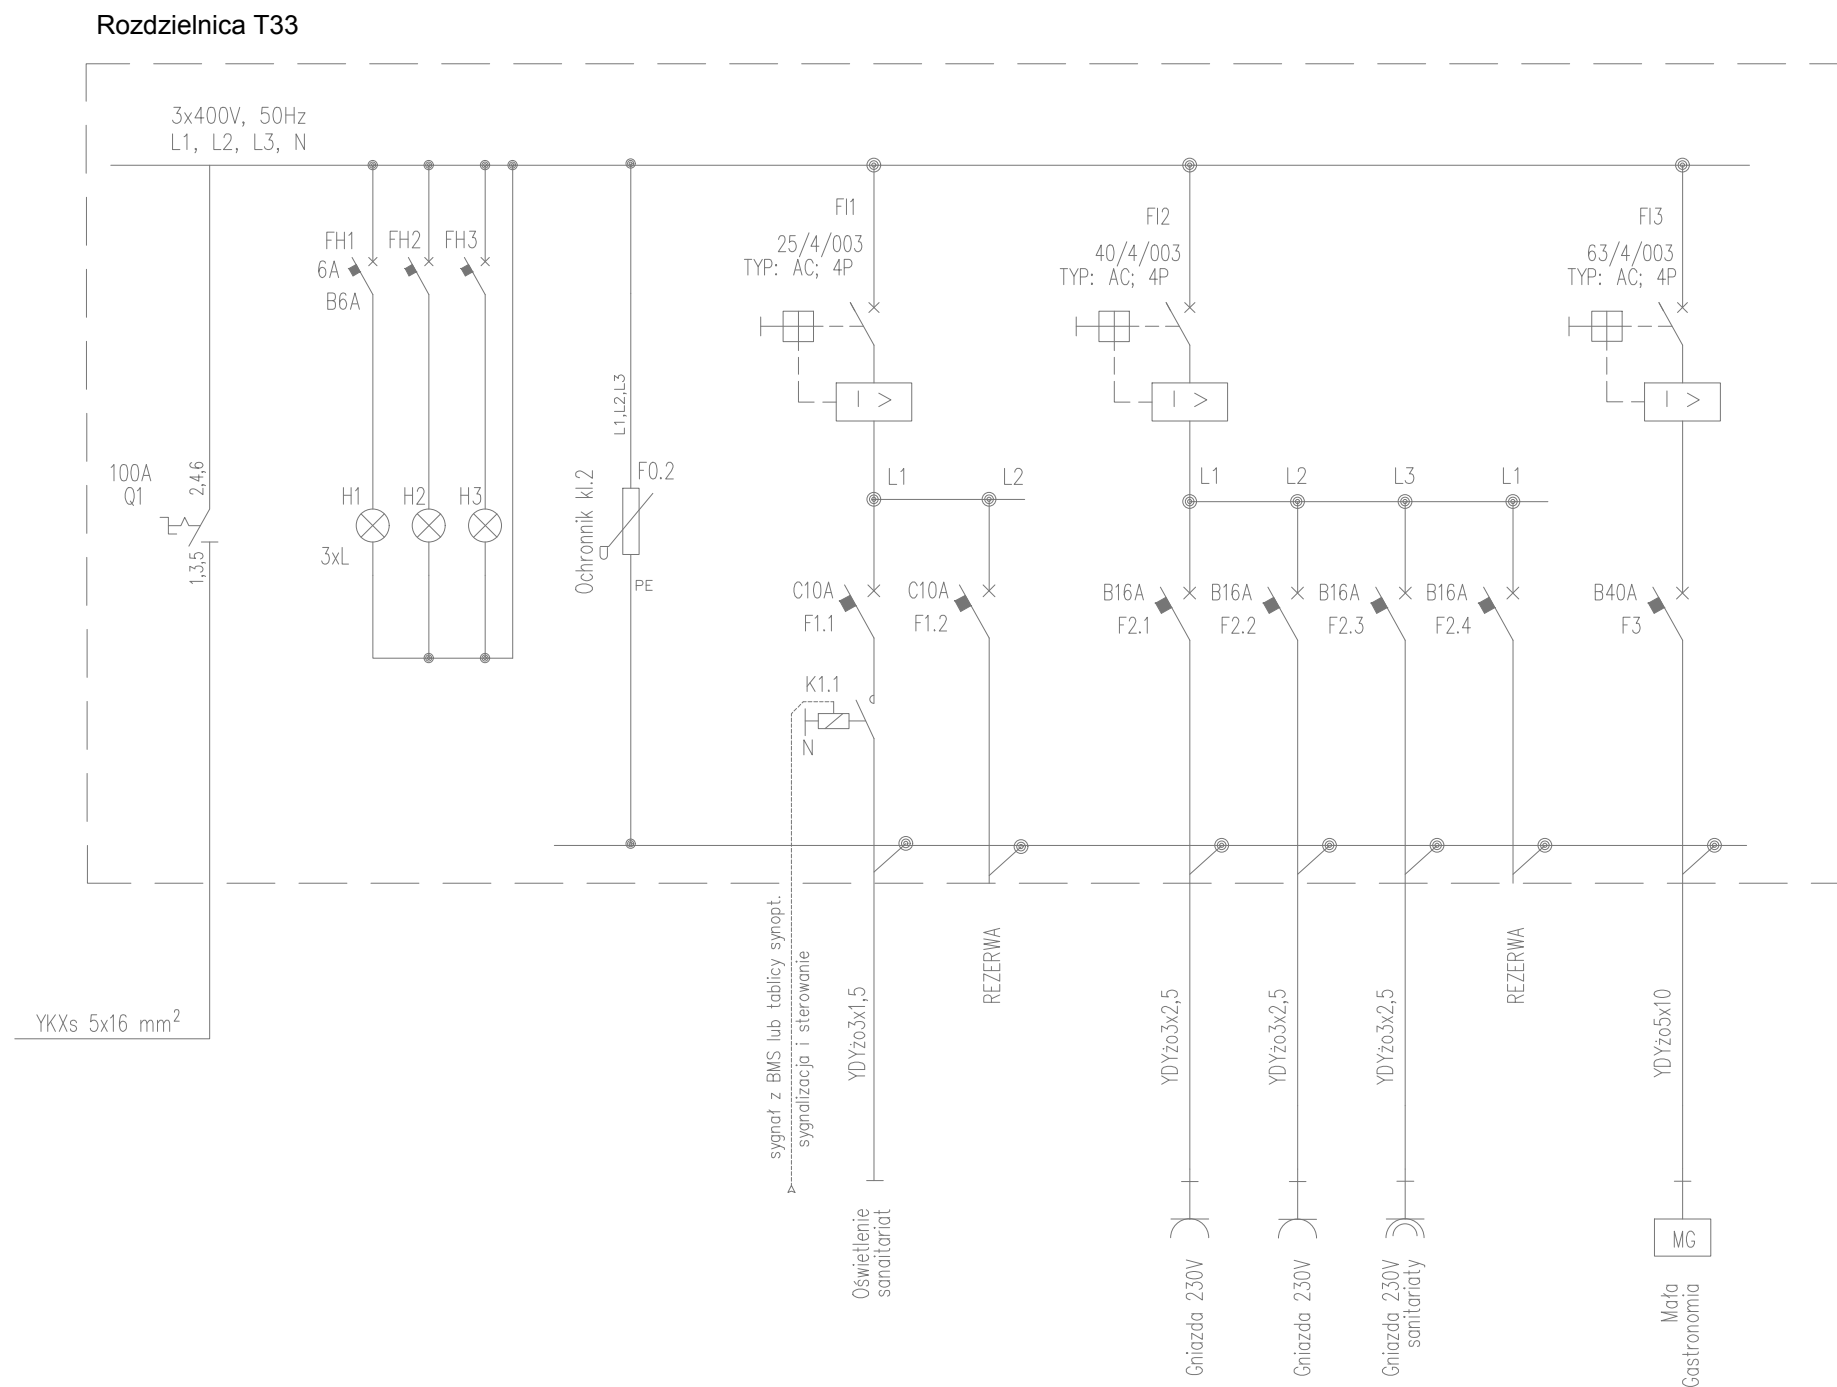 Rozdzielnica T33
3x400V, 50Hz
L1, L2, L3, N
FH1
FH2
FH3
6A
B6A
FI1
25/4/003
TYP: AC; 4P
FI2
40/4/003
TYP: AC; 4P
FI3
63/4/003
TYP: AC; 4P
I >
I >
I >
L1,L2,L3
100A
Q1
2,4,6
1,3,5
H1
H2
H3
3xL
Ochronnik kl.2
F0.2
PE
L1
L2
L1
L2
L3
L1
C10A
F1.1
C10A
F1.2
B16A
F2.1
B16A
F2.2
B16A
F2.3
B16A
F2.4
B40A
F3
K1.1
N
YKXs 5x16 mm²
sygnał z BMS lub tablicy synopt.
sygnalizacja i sterowanie
YDYżo3x1,5
REZERWA
YDYżo3x2,5
YDYżo3x2,5
YDYżo3x2,5
REZERWA
YDYżo5x10
Oświetlenie
sanaitariat
Gniazda 230V
Gniazda 230V
Gniazda 230V
sanitariaty
MG
Mała
Gastronomia